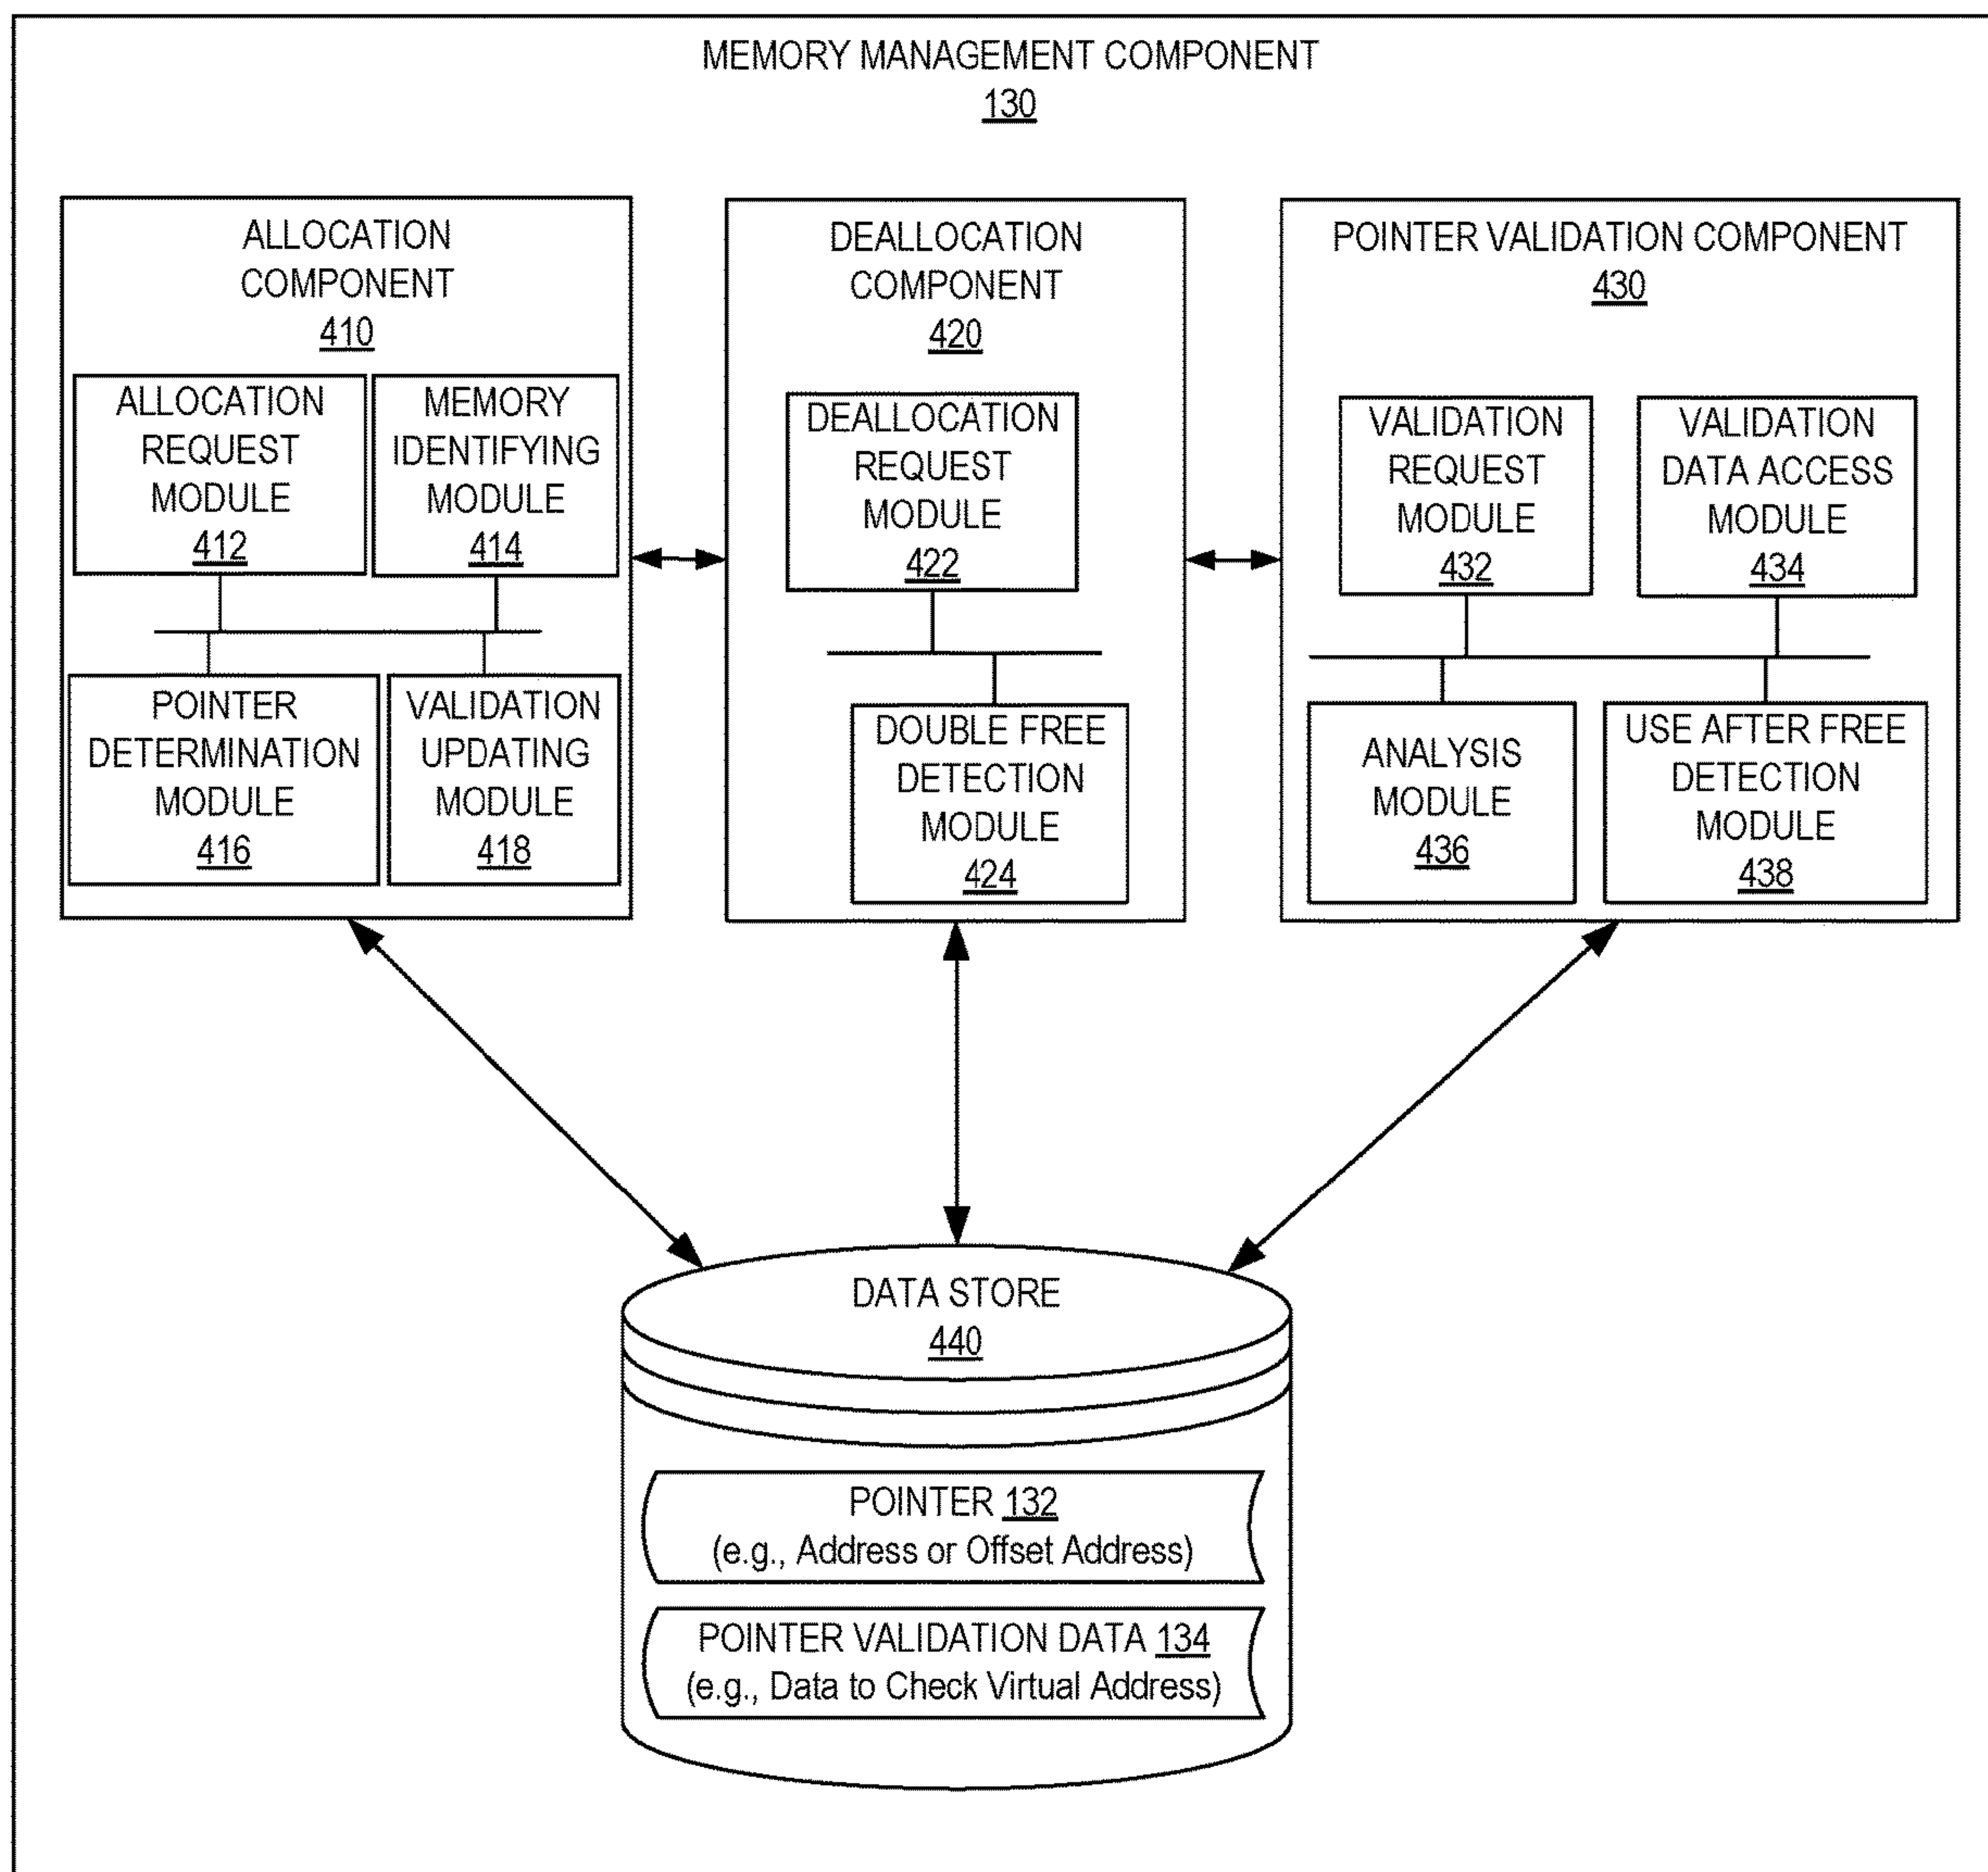 MEMORY MANAGEMENT COMPONENT
130
ALLOCATION
COMPONENT
410
ALLOCATION
REQUEST
MODULE
412
MEMORY
IDENTIFYING
MODULE
414
POINTER
DETERMINATION
MODULE
416
VALIDATION
UPDATING
MODULE
418
DEALLOCATION
COMPONENT
420
DEALLOCATION
REQUEST
MODULE
422
DOUBLE FREE
DETECTION
MODULE
424
POINTER VALIDATION COMPONENT
430
VALIDATION
REQUEST
MODULE
432
VALIDATION
DATA ACCESS
MODULE
434
ANALYSIS
MODULE
436
USE AFTER FREE
DETECTION
MODULE
438
DATA STORE
440
POINTER 132
(e.g., Address or Offset Address)
POINTER VALIDATION DATA 134
(e.g., Data to Check Virtual Address)